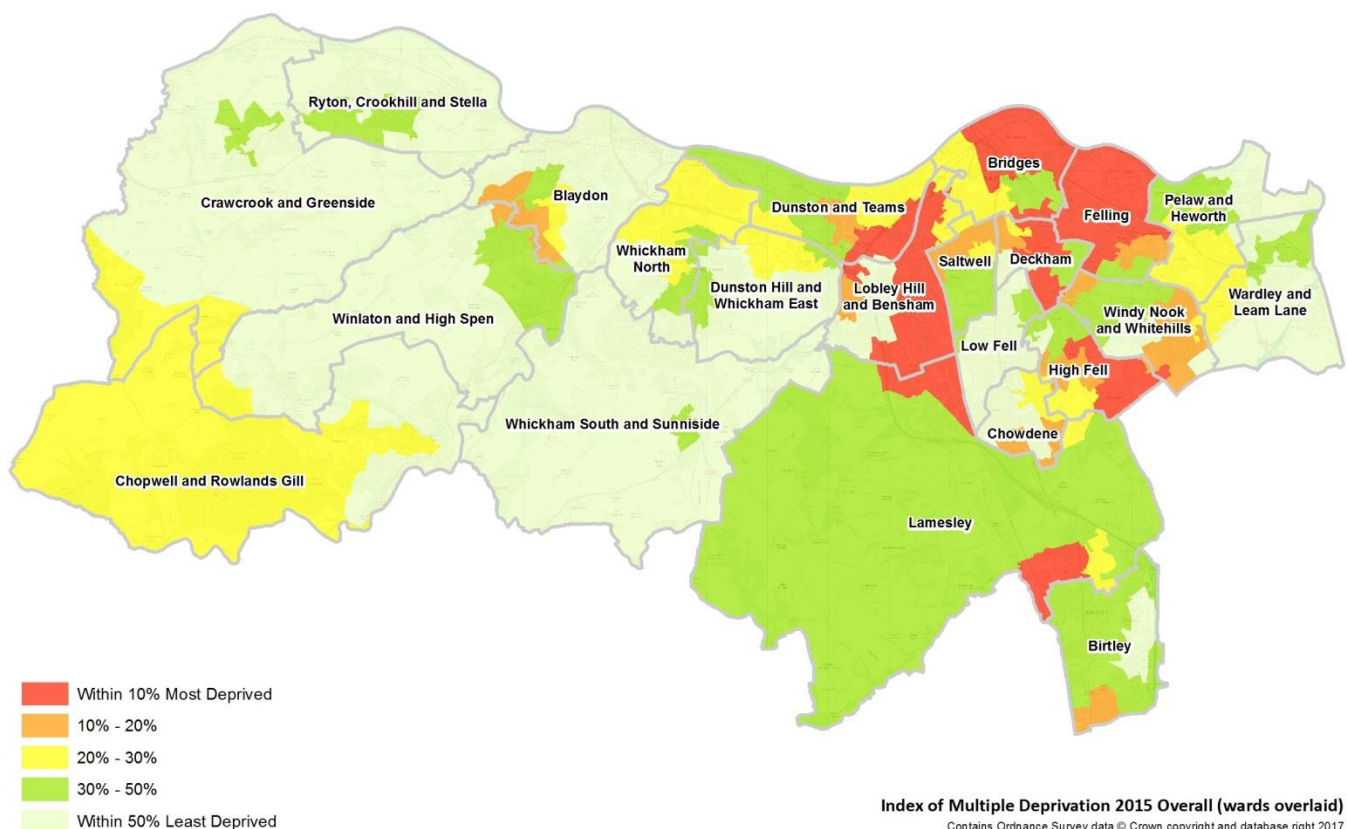 Ryton, Crookhill and Stella
Bridges
Crawcrook and Greenside
Blaydon
Dunston and Teams
Felling
Pelaw and
Heworth
Whickham
North
Saltwell
Deckham
Dunston Hill and
Whickham East
Lobley Hill
and Bensham
Wardley and
Leam Lane
Winlaton and High Spen
Windy Nook
and Whitehills
Low Fell
High Fell
Whickham South and Sunniside
Chowdene
Chopwell and Rowlands Gill
Lamesley
Birtley
Within 10% Most Deprived
10% - 20%
20% - 30%
30% - 50%
Within 50% Least Deprived
Index of Multiple Deprivation 2015 Overall (wards overlaid)
Contains Ordnance Survey data © Crown copyright and database right 2017